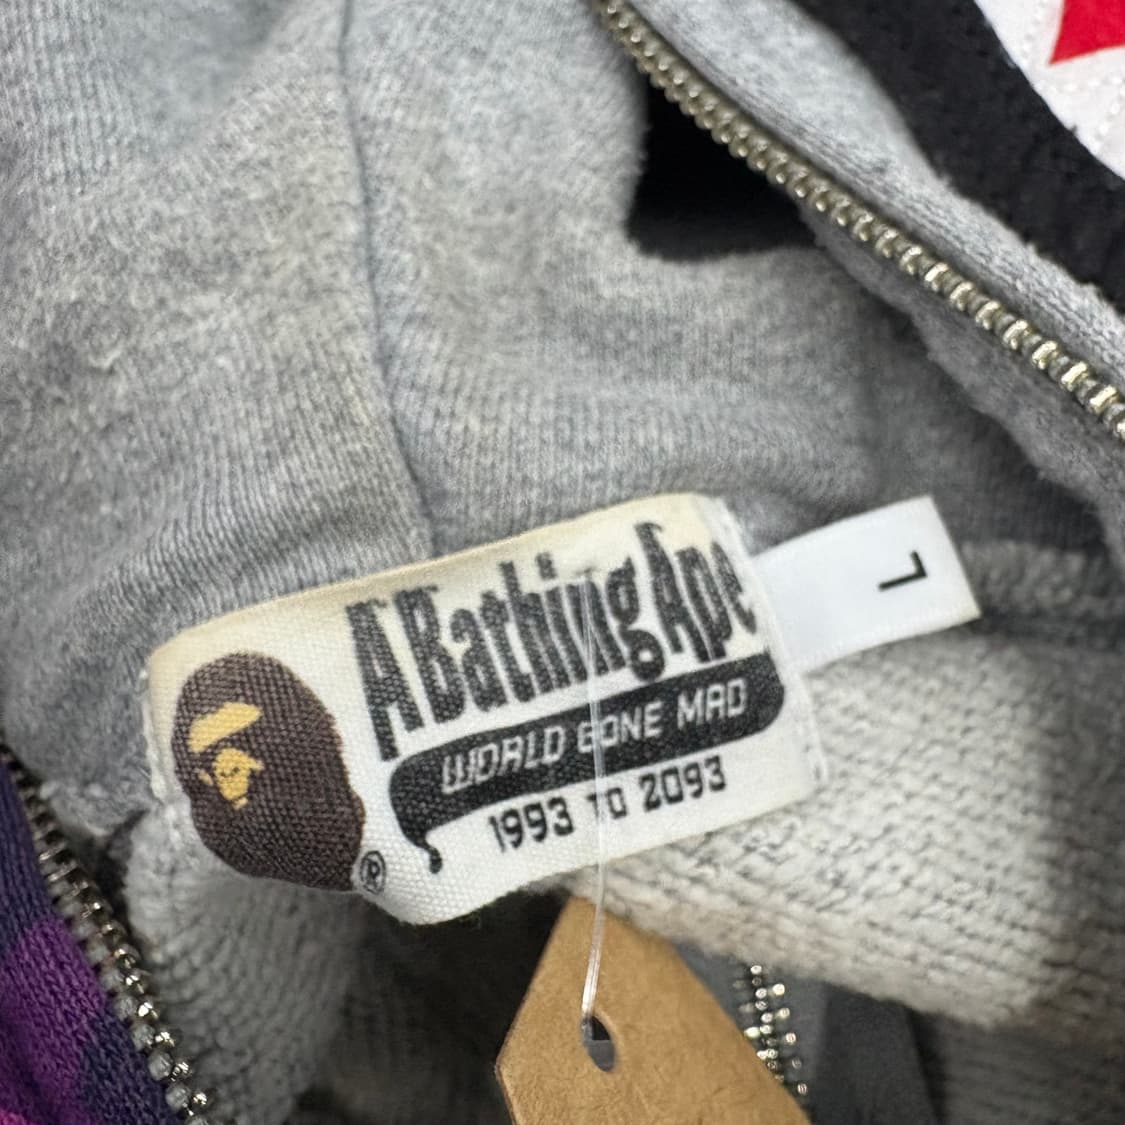 A Bathing Ape
WORLD GONE MAD
1993 TO 2093
®
L